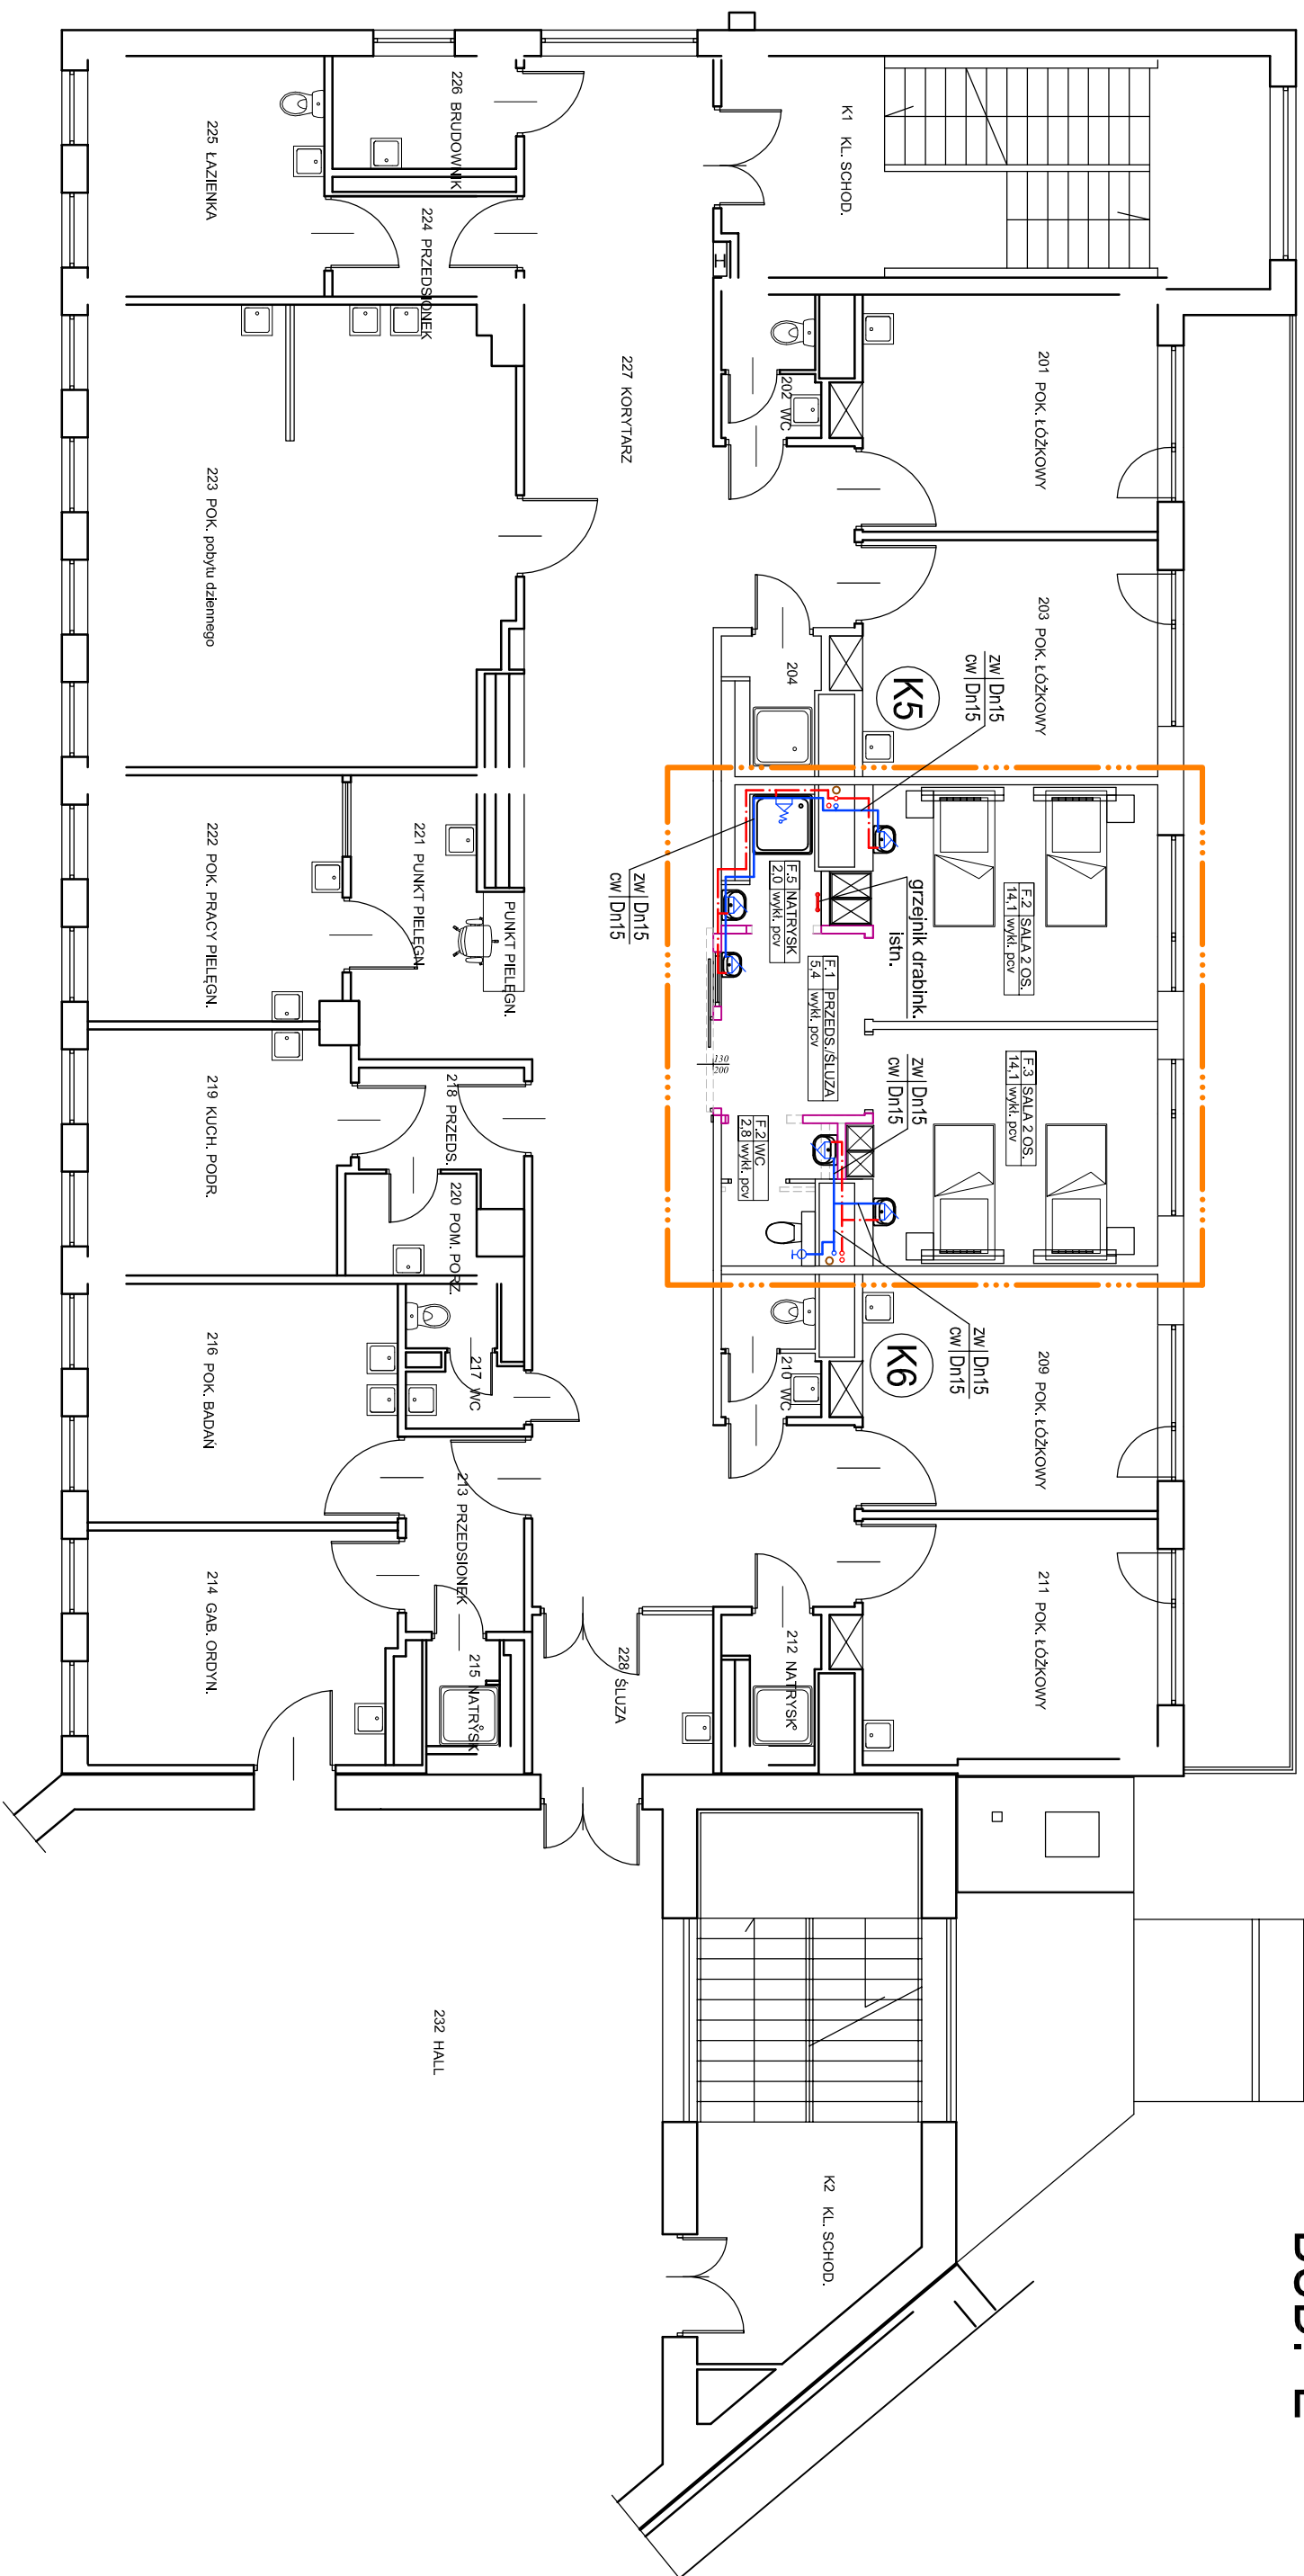 K1 KL. SCHOD.
226 BRUDOWNIK
225 ŁAZIENKA
224 PRZEDSIONEK
201 POK. ŁÓŻKOWY
202 WC
227 KORYTARZ
223 POK. pobytu dziennego
203 POK. ŁÓŻKOWY
204
zw Dn15
cw Dn15
K5
F.2 SALA 2 OS.
14,1 wykł. pcv
grzejnik drabink.
istn.
F.5 NATRYSK
2,0 wykł. pcv
F.1 PRZEDS./ŚLUZA
5,4 wykł. pcv
zw Dn15
cw Dn15
PUNKT PIELĘGN.
221 PUNKT PIELĘGN.
222 POK. PRACY PIELĘGN.
F.3 SALA 2 OS.
14,1 wykł. pcv
zw Dn15
cw Dn15
130
200
F.2 WC
2,8 wykł. pcv
218 PRZEDS.
219 KUCH. PODR.
220 POM. PORZ.
zw Dn15
cw Dn15
K6
209 POK. ŁÓŻKOWY
210 WC
217 WC
216 POK. BADAŃ
213 PRZEDSIONEK
211 POK. ŁÓŻKOWY
212 NATRYSK
228 ŚLUZA
215 NATRYSK
214 GAB. ORDYN.
232 HALL
K2 KL. SCHOD.